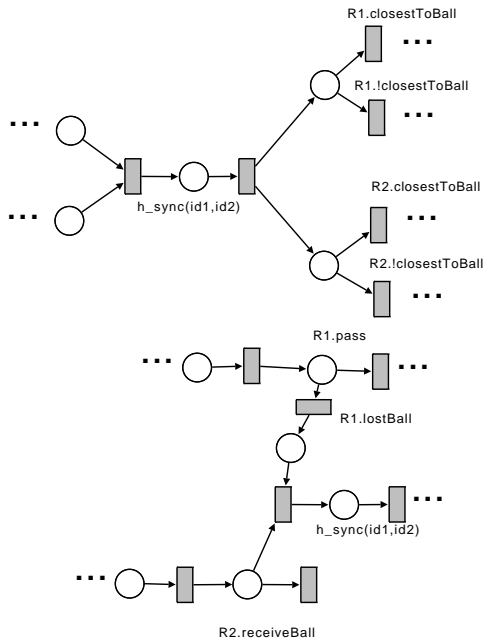 R1.closestToBall
...
R1.!closestToBall
...
...
R2.closestToBall
...
...
h_sync(id1,id2)
R2.!closestToBall
...
R1.pass
...
...
R1.lostBall
...
h_sync(id1,id2)
...
R2.receiveBall